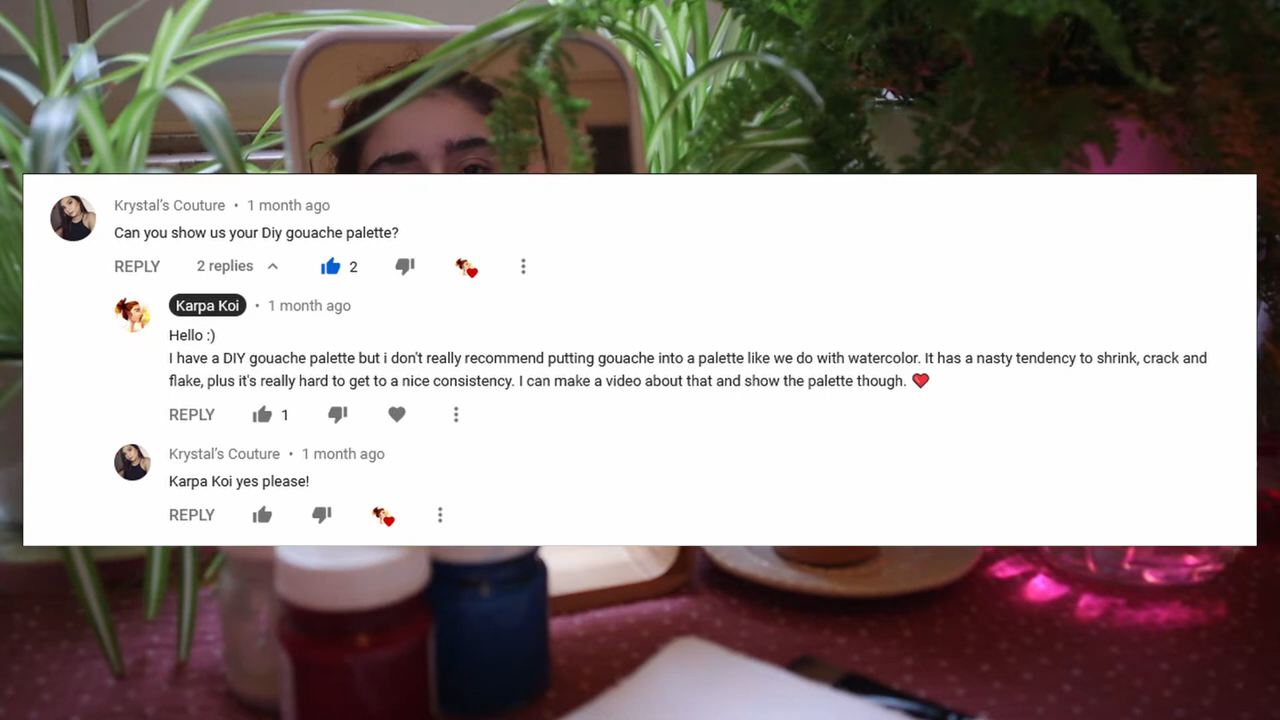 Krystal's Couture • 1 month ago
Can you show us your Diy gouache palette?
REPLY 2 replies 2
Karpa Koi • 1 month ago
Hello :)
I have a DIY gouache palette but i don't really recommend putting gouache into a palette like we do with watercolor. It has a nasty tendency to shrink, crack and
flake, plus it's really hard to get to a nice consistency. I can make a video about that and show the palette though. ❤️
REPLY 1
Krystal's Couture • 1 month ago
Karpa Koi yes please!
REPLY